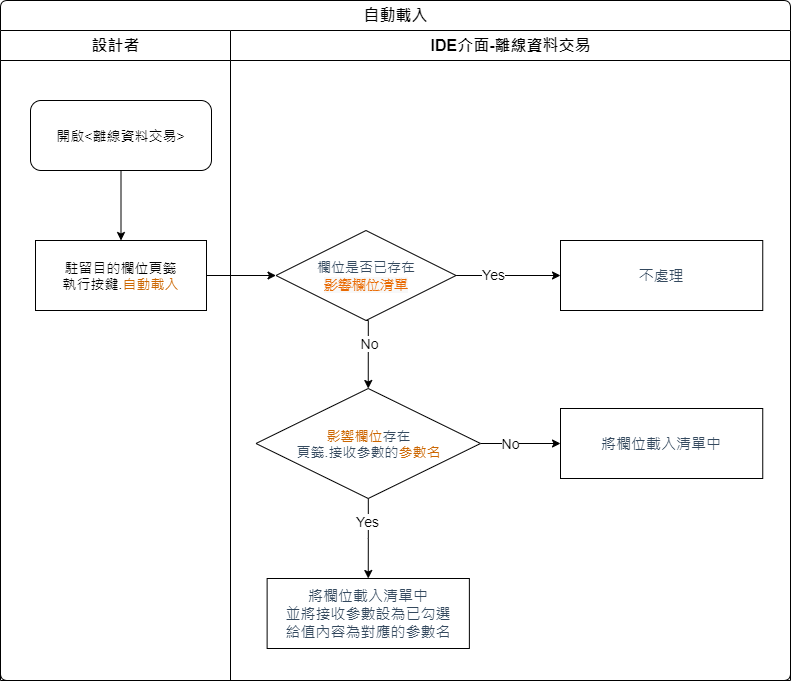 自動載入
設計者
IDE介面-離線資料交易
開啟<離線資料交易>
駐留目的欄位頁籤
執行按鍵.自動載入
欄位是否已存在
影響欄位清單
Yes
不處理
No
影響欄位存在
頁籤.接收參數的參數名
No
將欄位載入清單中
Yes
將欄位載入清單中
並將接收參數設為已勾選
給值內容為對應的參數名